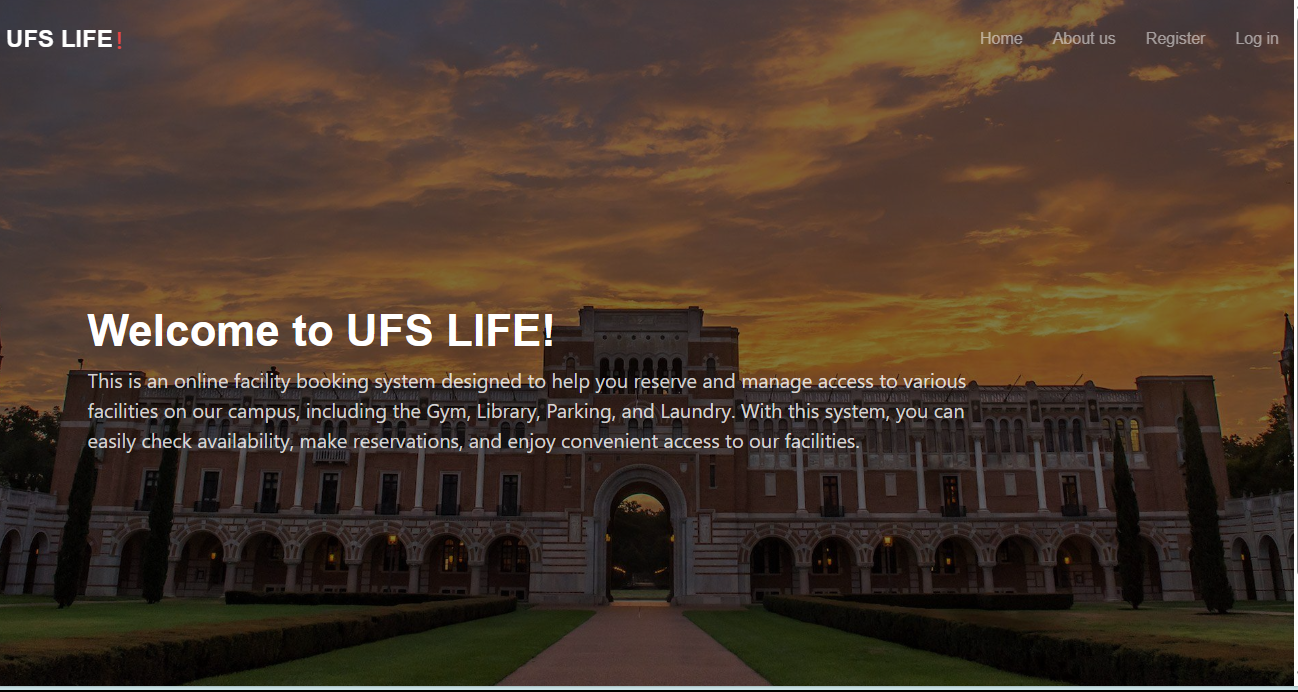 UFS LIFE!
Home About us Register Log in
Welcome to UFS LIFE!
This is an online facility booking system designed to help you reserve and manage access to various
facilities on our campus, including the Gym, Library, Parking, and Laundry. With this system, you can
easily check availability, make reservations, and enjoy convenient access to our facilities.